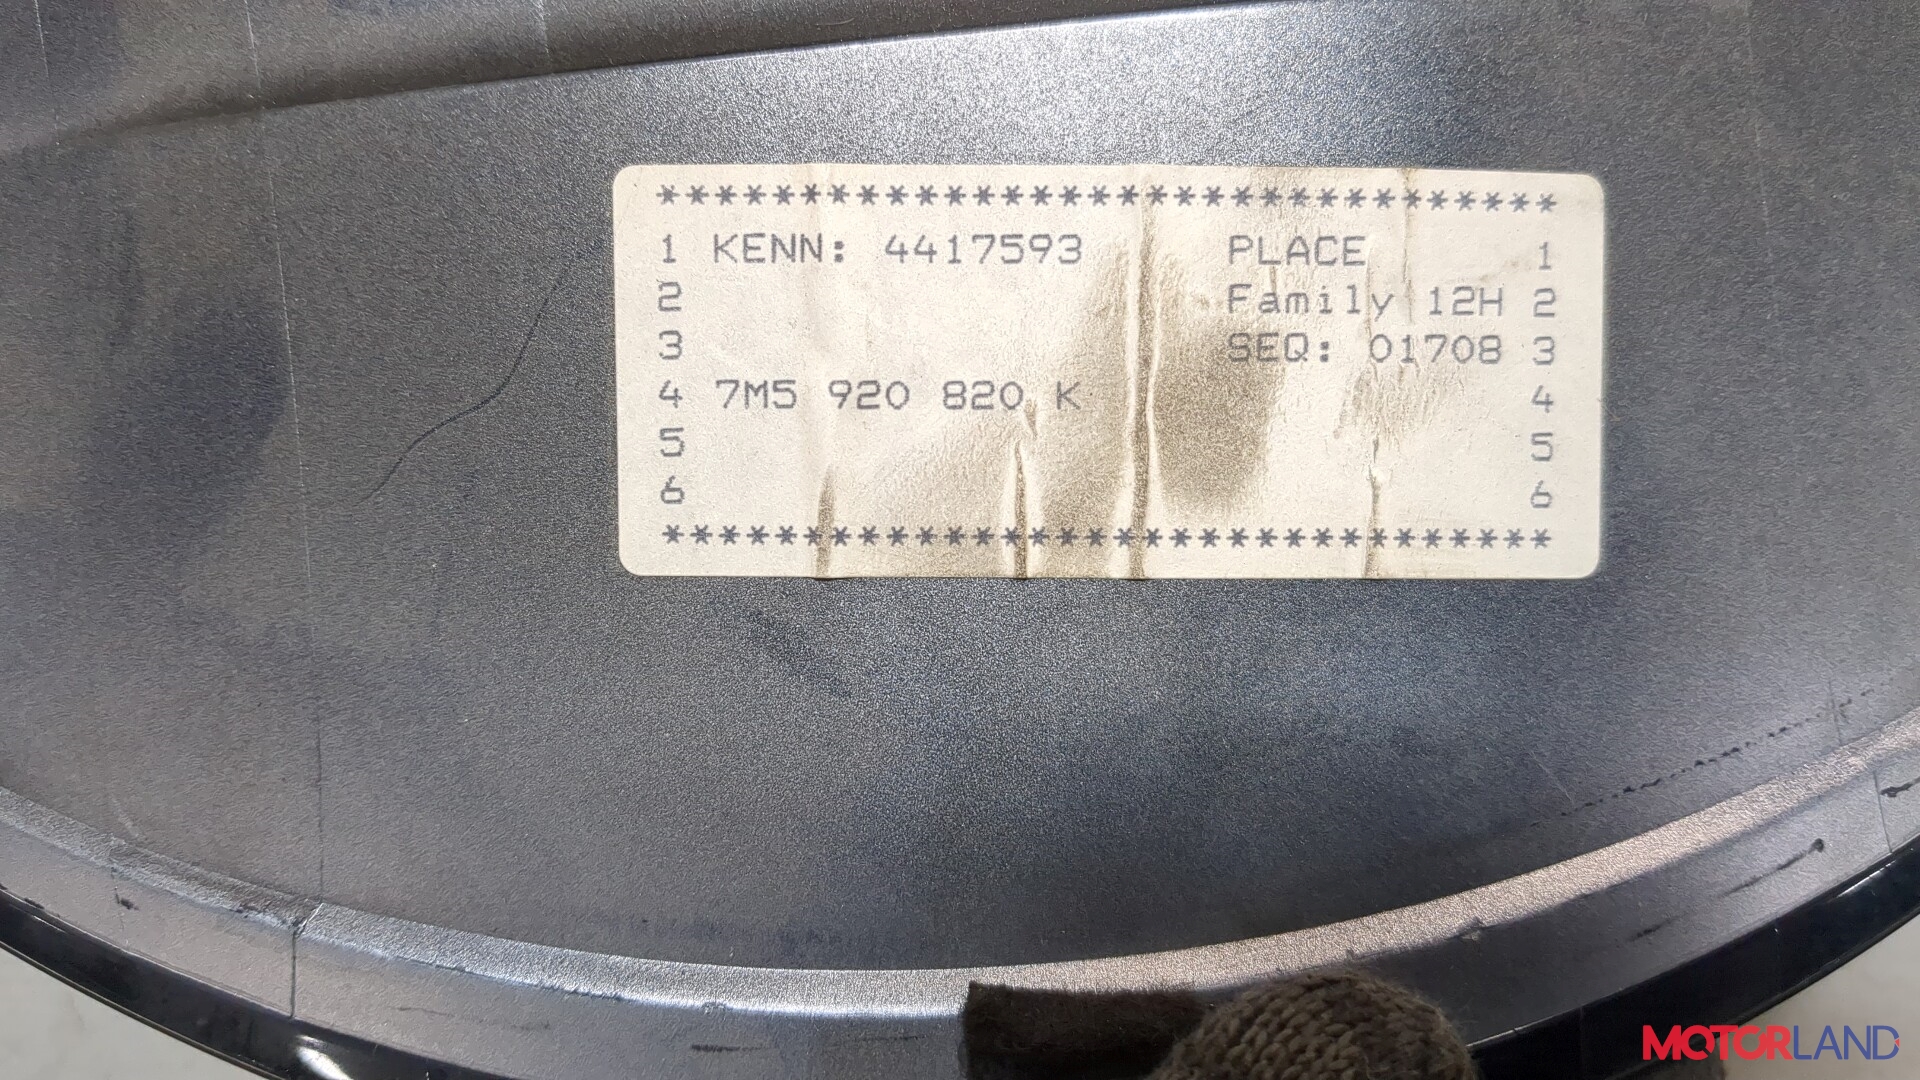 *******************************
1 KENN: 4417593 PLACE 1
2 Family 12H 2
3 SEQ: 01708 3
4 7M5 920 820 K 4
5 5
6 6
*******************************
MOTORLAND